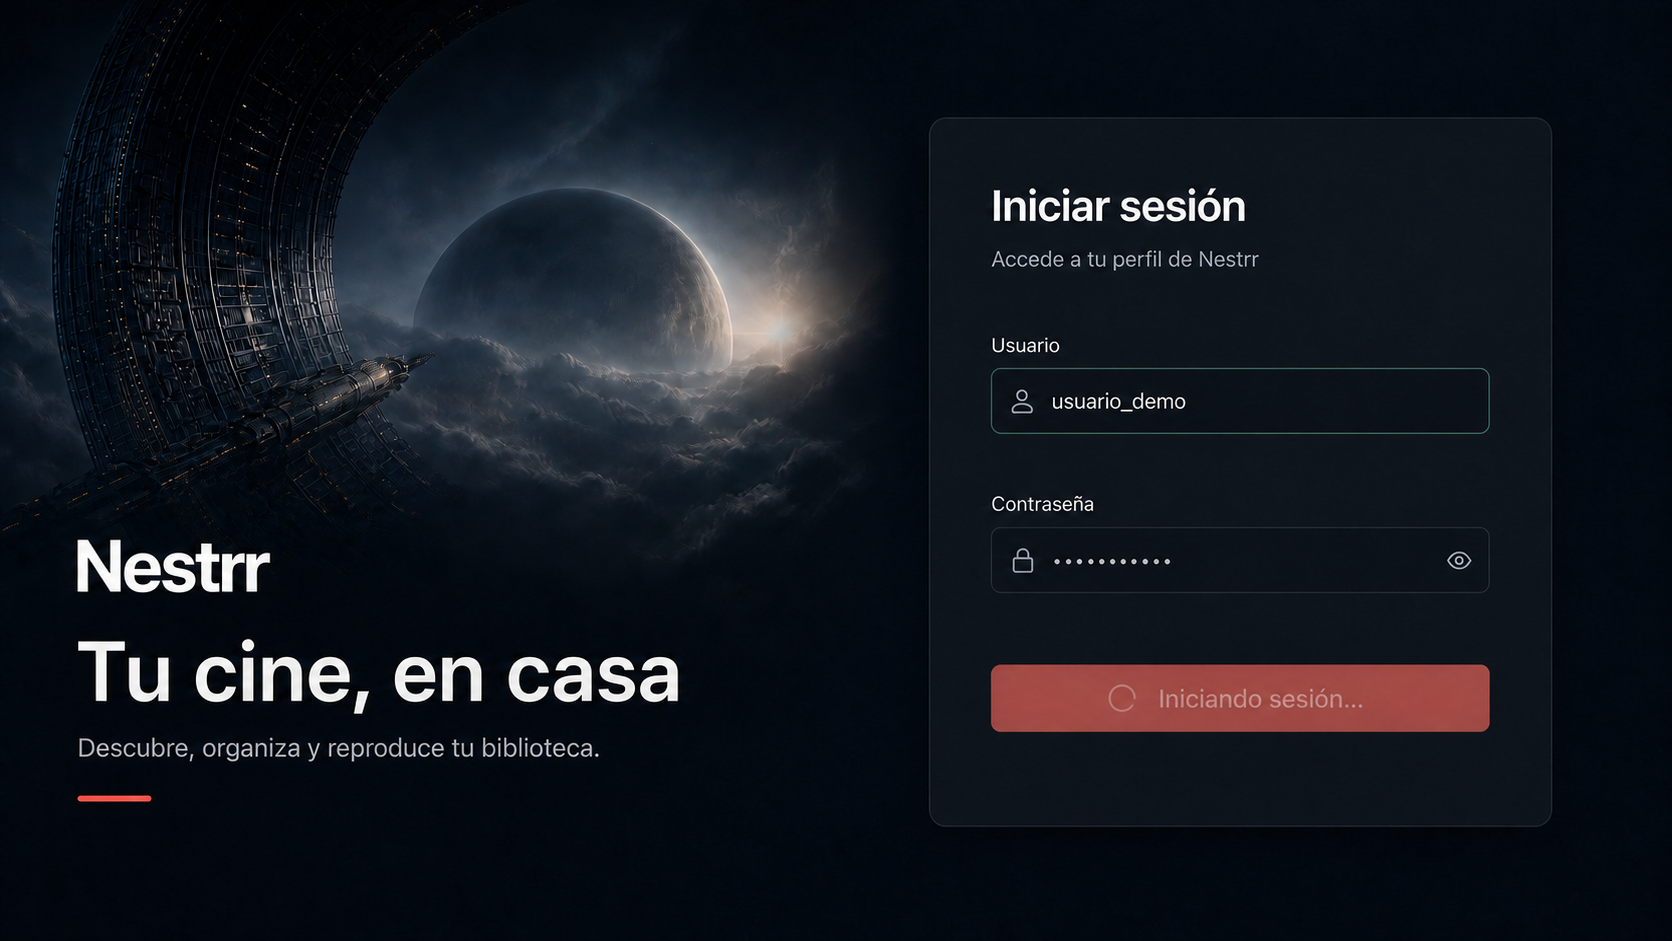 Nestrr
Tu cine, en casa
Descubre, organiza y reproduce tu biblioteca.
Iniciar sesión
Accede a tu perfil de Nestrr
Usuario
usuario_demo
Contraseña
•••••••••••
Iniciando sesión...